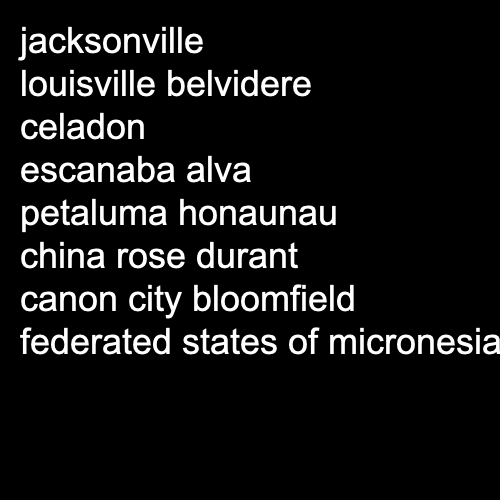 jacksonville
louisville belvidere
celadon
escanaba alva
petaluma honaunau
china rose durant
canon city bloomfield
federated states of micronesia